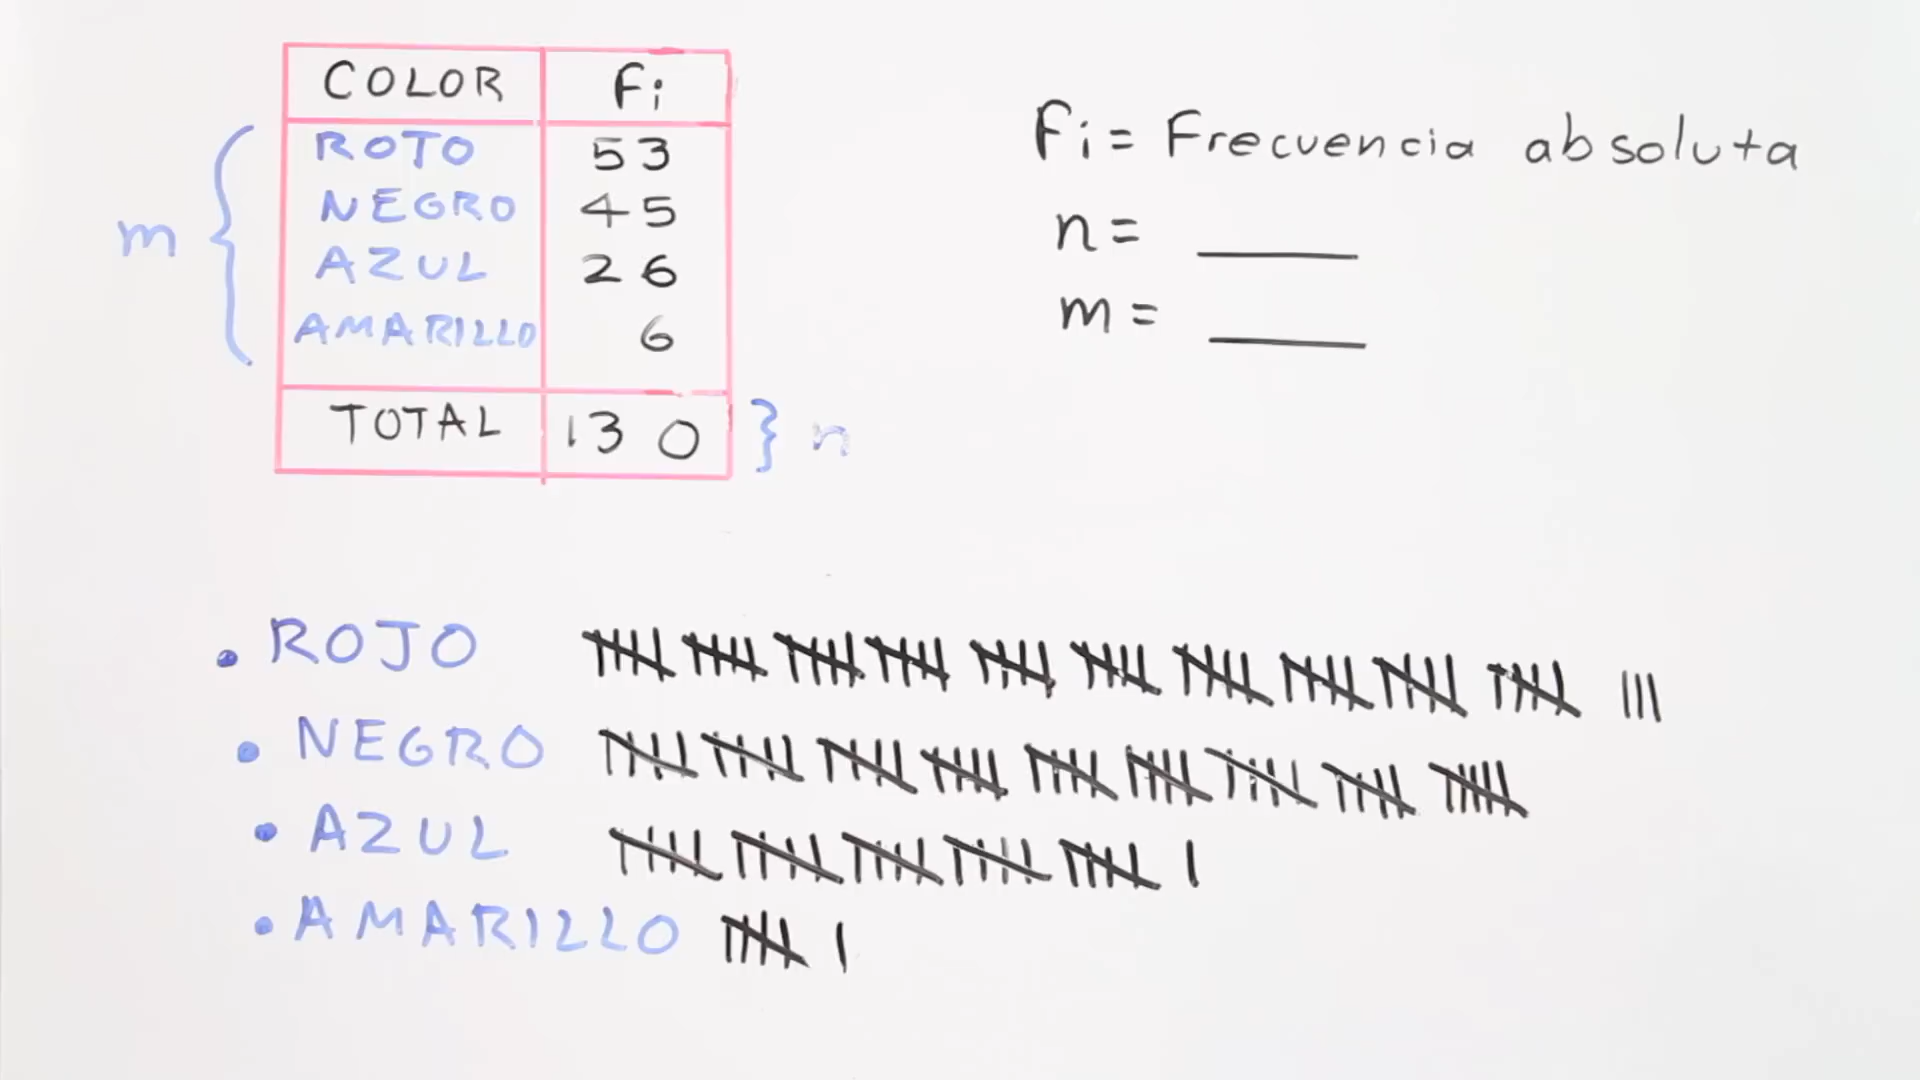 COLOR fi
ROTO 53
NEGRO 45
AZUL 26
AMARILLO 6
TOTAL 130
m
n
fi = Frecuencia absoluta
n =
m =
• ROJO
• NEGRO
• AZUL
• AMARILLO